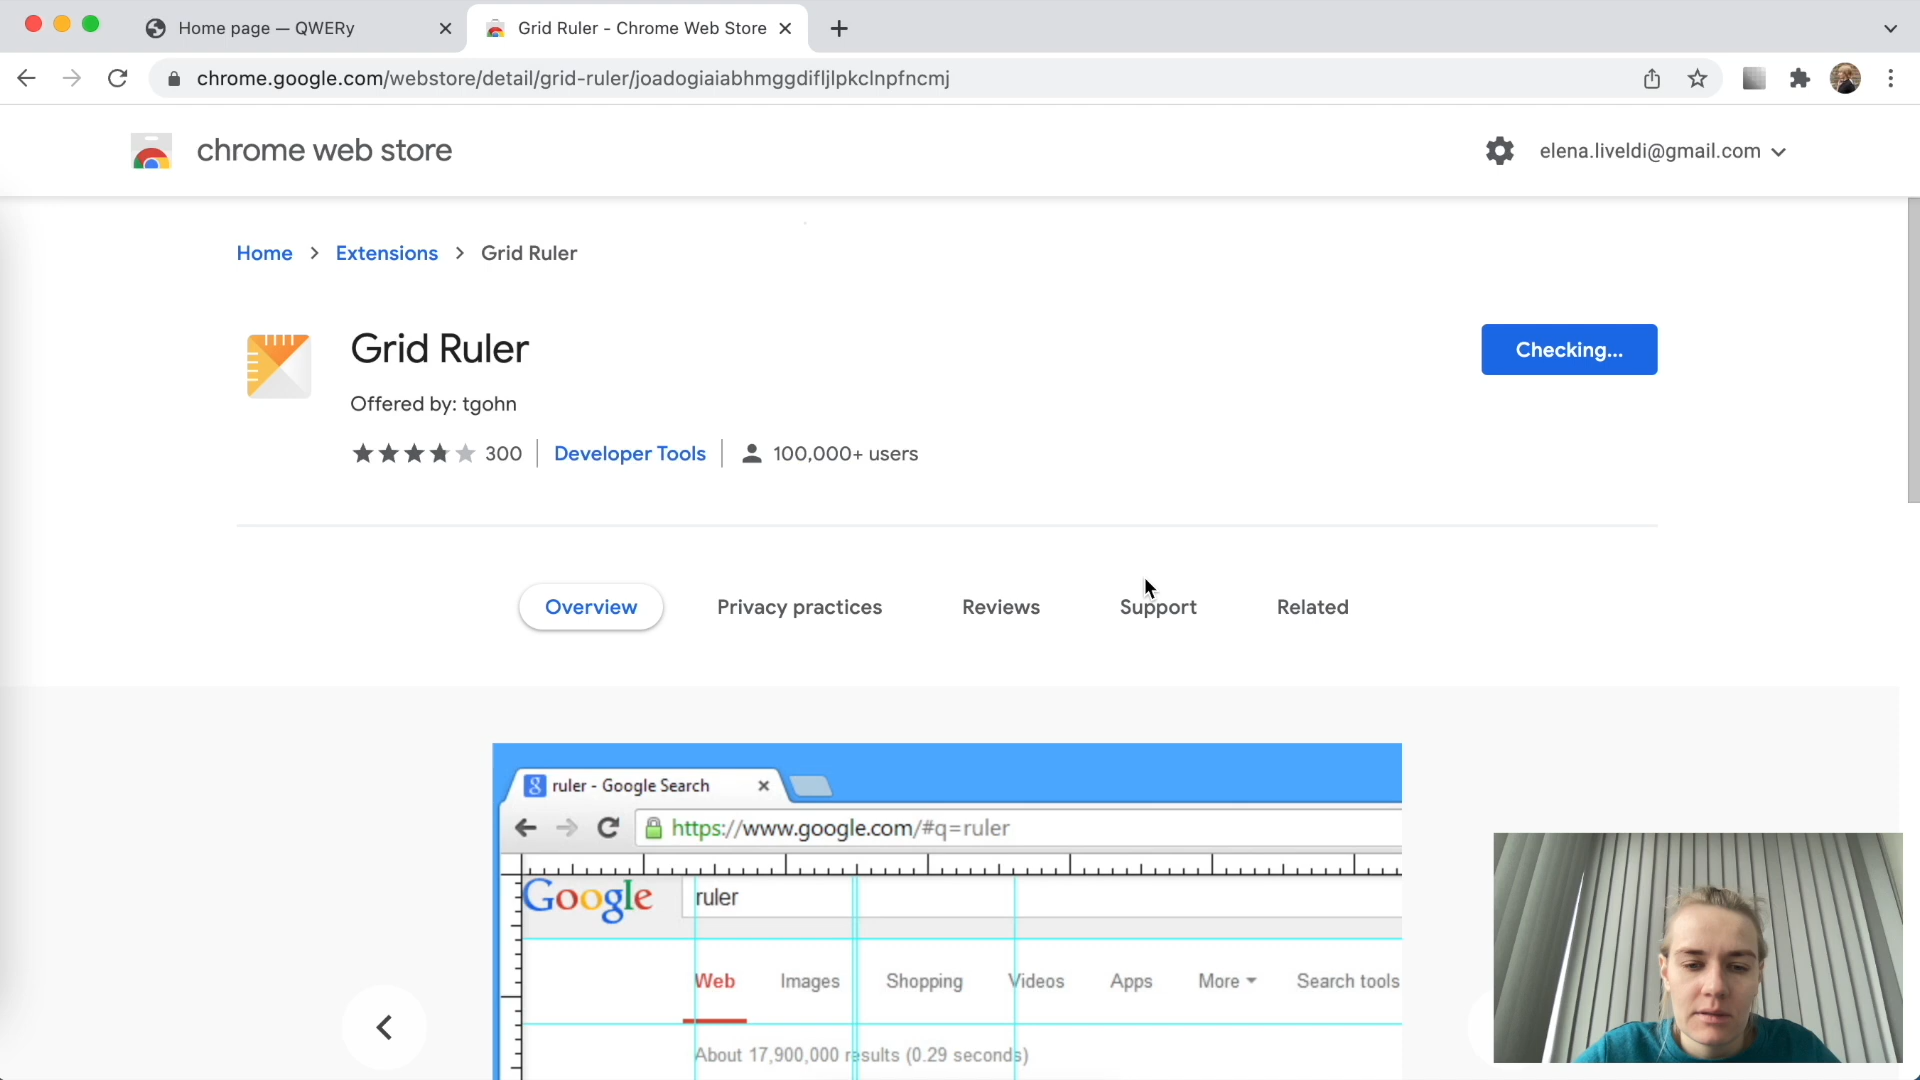 Home page — QWERy
Grid Ruler - Chrome Web Store
chrome.google.com/webstore/detail/grid-ruler/joadogiaiabhmggdifljlpkclnpfncmj
chrome web store
elena.liveldi@gmail.com
Home > Extensions > Grid Ruler
Grid Ruler
Checking...
Offered by: tgohn
300 | Developer Tools | 100,000+ users
Overview Privacy practices Reviews Support Related
ruler - Google Search
https://www.google.com/#q=ruler
Google ruler
Web Images Shopping Videos Apps More Search tools
About 17,900,000 results (0.29 seconds)